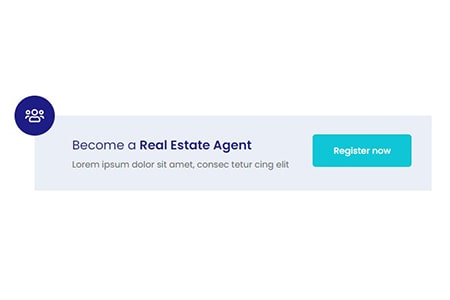 Become a Real Estate Agent
Lorem ipsum dolor sit amet, consec tetur cing elit
Register now